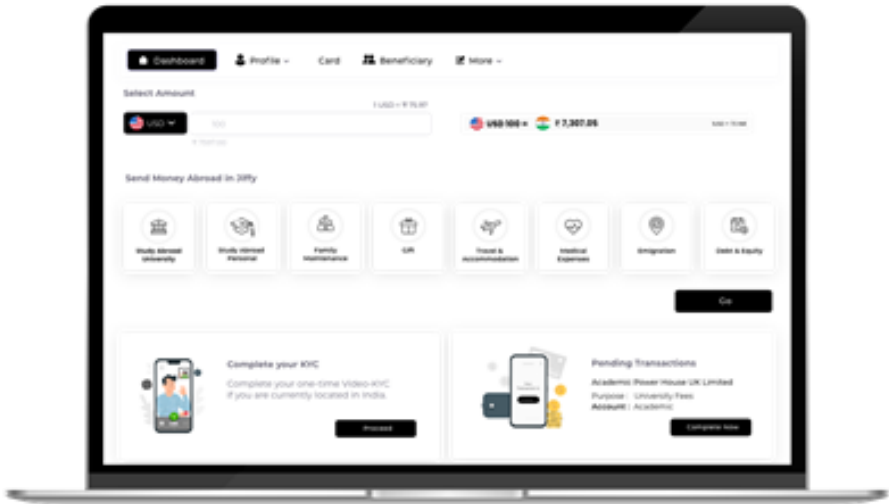 Dashboard Profile Card Beneficiary More
Select Amount
USD 100
USD 100 = ₹ 7,307.05
Send Money Abroad in Jiffy
Study Abroad University
Study Abroad Personal
Family Maintenance
Gift
Travel & Accommodation
Medical Expenses
Emigration
Debt & Equity
Go
Complete your KYC
Complete your one-time Video-KYC
if you are currently located in India.
Proceed
Pending Transactions
Academic Power House UK Limited
Purpose : University Fees
Account : Academic
Complete Now